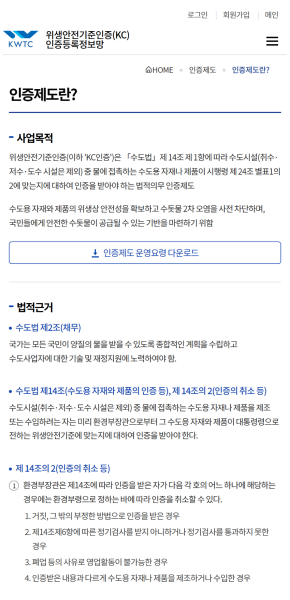 로그인 회원가입 메인
KWTC
위생안전기준인증(KC)
인증등록정보망
HOME 인증제도 인증제도란?
인증제도란?
사업목적
위생안전기준인증(이하 'KC인증')은 「수도법」 제 14조 제 1항에 따라 수도시설(취수·
저수·도수 시설은 제외) 중 물에 접촉하는 수도용 자재나 제품이 시행령 제 24조 별표1의
2에 맞는지에 대하여 인증을 받아야 하는 법적의무 인증제도
수도용 자재와 제품의 위생상 안전성을 확보하고 수돗물 2차 오염을 사전 차단하며,
국민들에게 안전한 수돗물이 공급될 수 있는 기반을 마련하기 위함
인증제도 운영요령 다운로드
법적근거
수도법 제2조(책무)
국가는 모든 국민이 양질의 물을 받을 수 있도록 종합적인 계획을 수립하고
수도사업자에 대한 기술 및 재정지원에 노력하여야 함.
수도법 제14조(수도용 자재와 제품의 인증 등), 제 14조의 2(인증의 취소 등)
수도시설(취수·저수·도수 시설은 제외) 중 물에 접촉하는 수도용 자재나 제품을 제조
또는 수입하려는 자는 미리 환경부장관으로부터 그 수도용 자재와 제품이 대통령령으로
전하는 위생안전기준에 맞는지에 대하여 인증을 받아야 한다.
제 14조의 2(인증의 취소 등)
① 환경부장관은 제14조에 따라 인증을 받은 자가 다음 각 호의 어느 하나에 해당하는
경우에는 환경부령으로 정하는 바에 따라 인증을 취소할 수 있다.
1. 거짓, 그 밖의 부정한 방법으로 인증을 받은 경우
2. 제14조제6항에 따른 정기검사를 받지 아니하거나 정기검사를 통과하지 못한
경우
3. 폐업 등의 사유로 영업활동이 불가능한 경우
4. 인증받은 내용과 다르게 수도용 자재나 제품을 제조하거나 수입한 경우